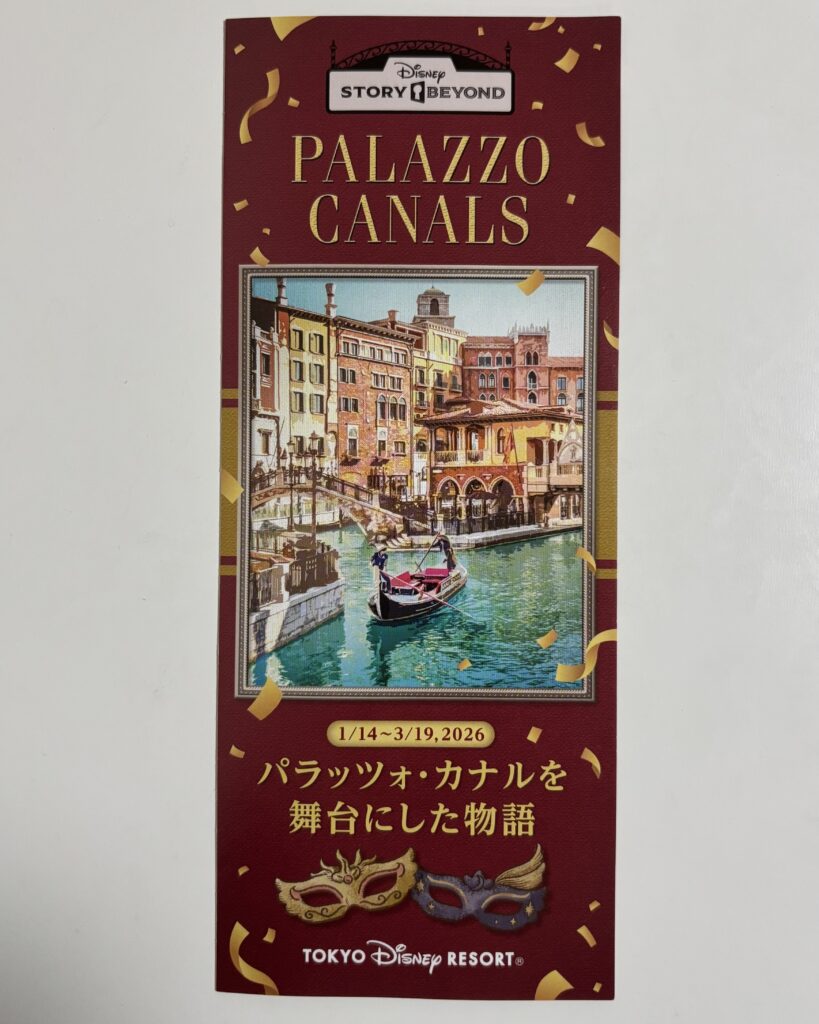 Disney
STORY BEYOND
PALAZZO
CANALS
1/14~3/19,2026
パラッツォ・カナルを
舞台にした物語
TOKYO Disney RESORT®